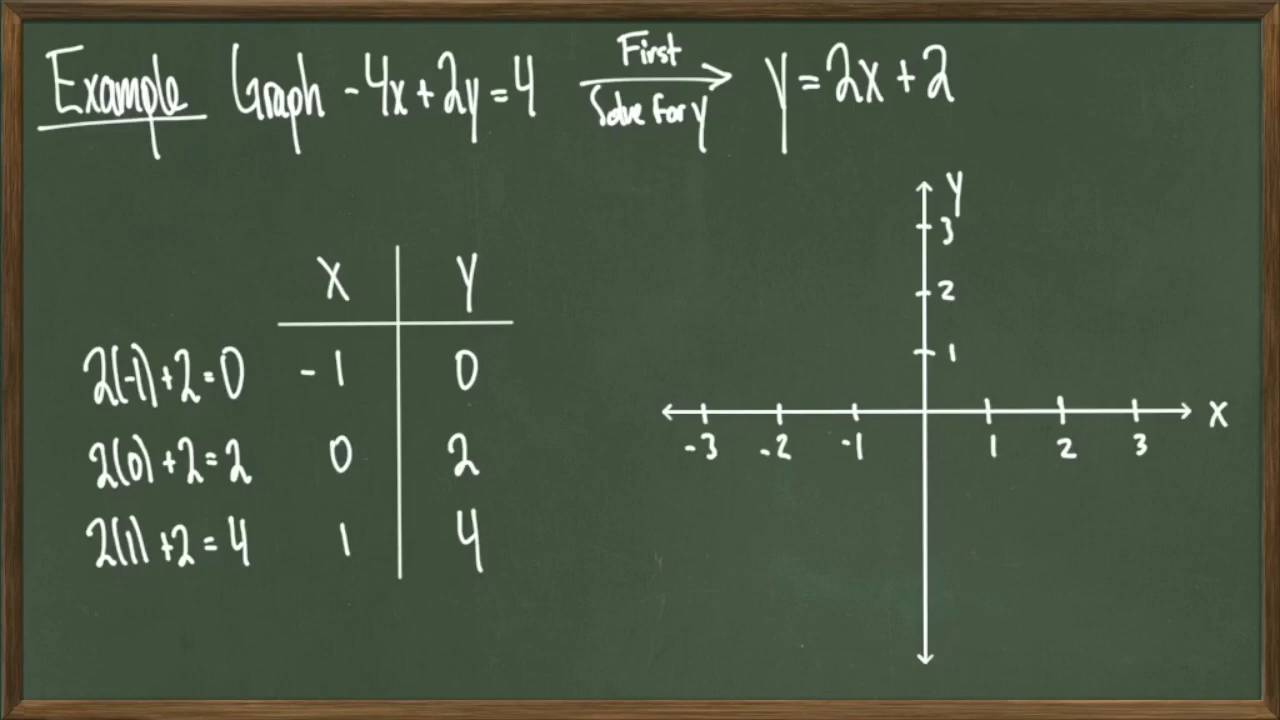 Example Graph -4x+2y=4 First Solve for y y=2x+2
x y
2(-1)+2=0 -1 0
2(0)+2=2 0 2
2(1)+2=4 1 4
y
3
2
1
x
-3 -2 -1 1 2 3